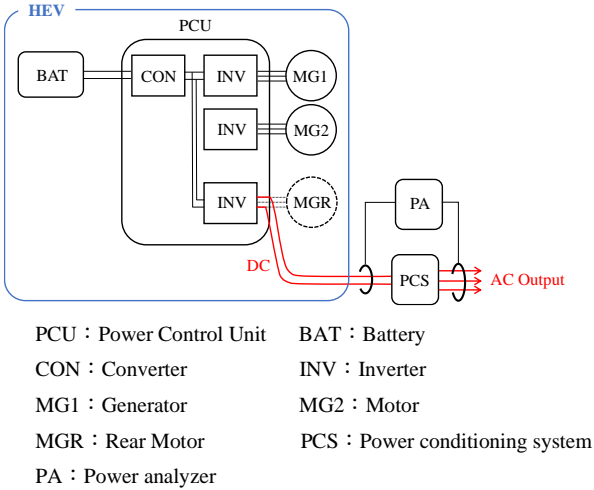 HEV
PCU
BAT
CON
INV
MG1
INV
MG2
INV
MGR
PA
DC
PCS
AC Output
PCU：Power Control Unit BAT：Battery
CON：Converter INV：Inverter
MG1：Generator MG2：Motor
MGR：Rear Motor PCS：Power conditioning system
PA：Power analyzer